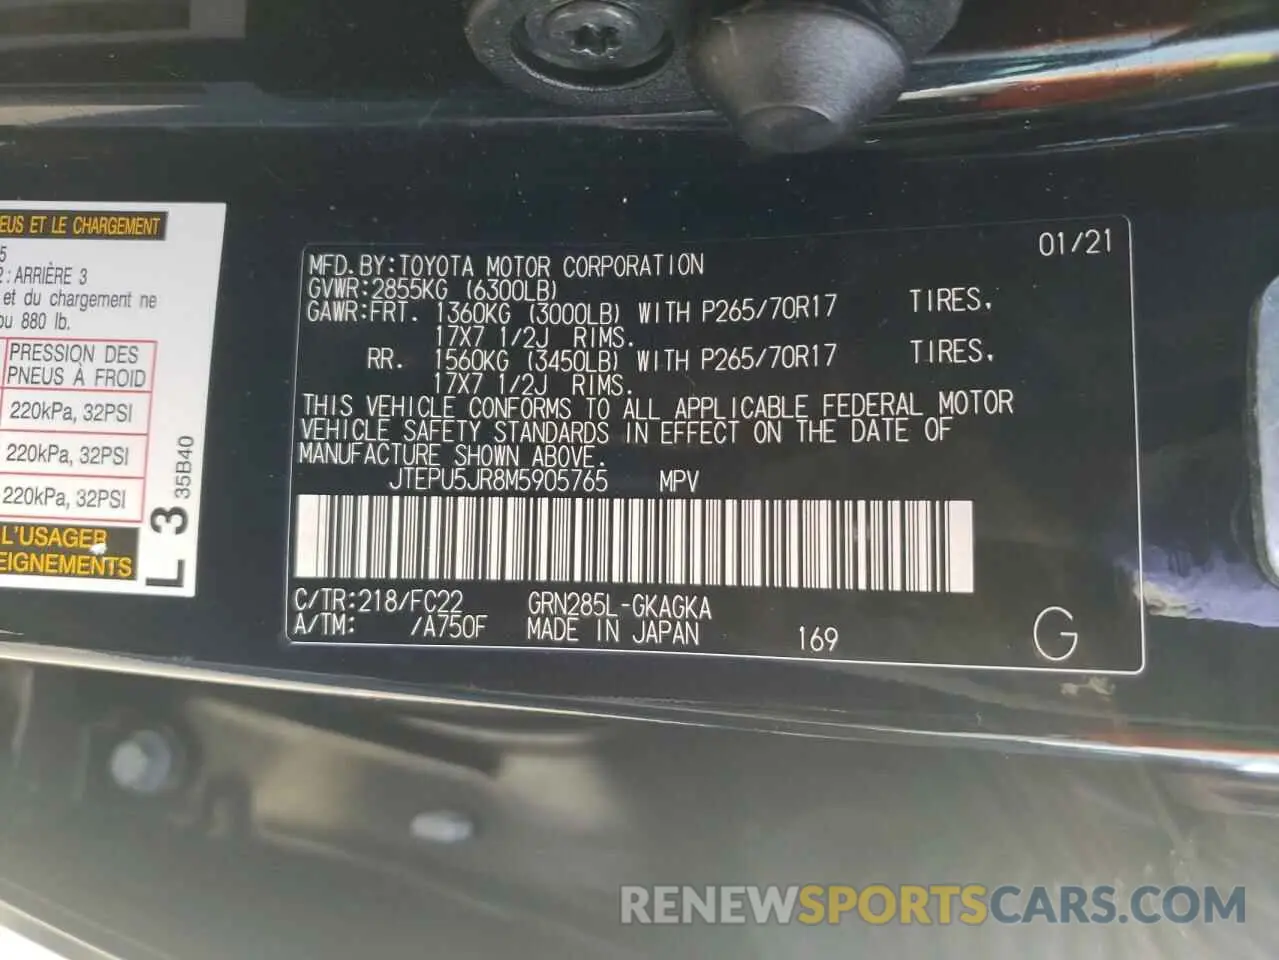 EUS ET LE CHARGEMENT
5
2 : ARRIÈRE 3
et du chargement ne
ou 880 lb.
PRESSION DES
PNEUS À FROID
220kPa, 32PSI
220kPa, 32PSI
220kPa, 32PSI
L'USAGER
EIGNEMENTS
L 3 35B40
01/21
MFD. BY: TOYOTA MOTOR CORPORATION
GVWR: 2855KG (6300LB)
GAWR: FRT. 1360KG (3000LB) WITH P265/70R17 TIRES,
17X7 1/2J RIMS.
RR. 1560KG (3450LB) WITH P265/70R17 TIRES,
17X7 1/2J RIMS.
THIS VEHICLE CONFORMS TO ALL APPLICABLE FEDERAL MOTOR
VEHICLE SAFETY STANDARDS IN EFFECT ON THE DATE OF
MANUFACTURE SHOWN ABOVE.
JTEPU5JR8M5905765 MPV
C/TR: 218/FC22 GRN285L-GKAGKA
A/TM: /A750F MADE IN JAPAN 169 G
RENEWSPORTSCARS.COM